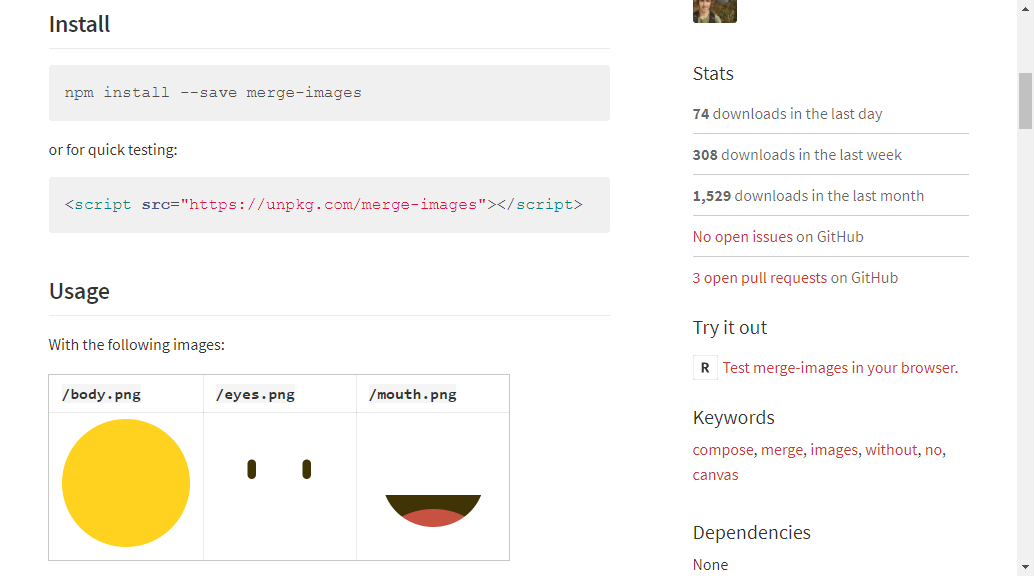 Install
npm install --save merge-images
or for quick testing:
<script src="https://unpkg.com/merge-images"></script>
Usage
With the following images:
/body.png /eyes.png /mouth.png
Stats
74 downloads in the last day
308 downloads in the last week
1,529 downloads in the last month
No open issues on GitHub
3 open pull requests on GitHub
Try it out
R Test merge-images in your browser.
Keywords
compose, merge, images, without, no,
canvas
Dependencies
None